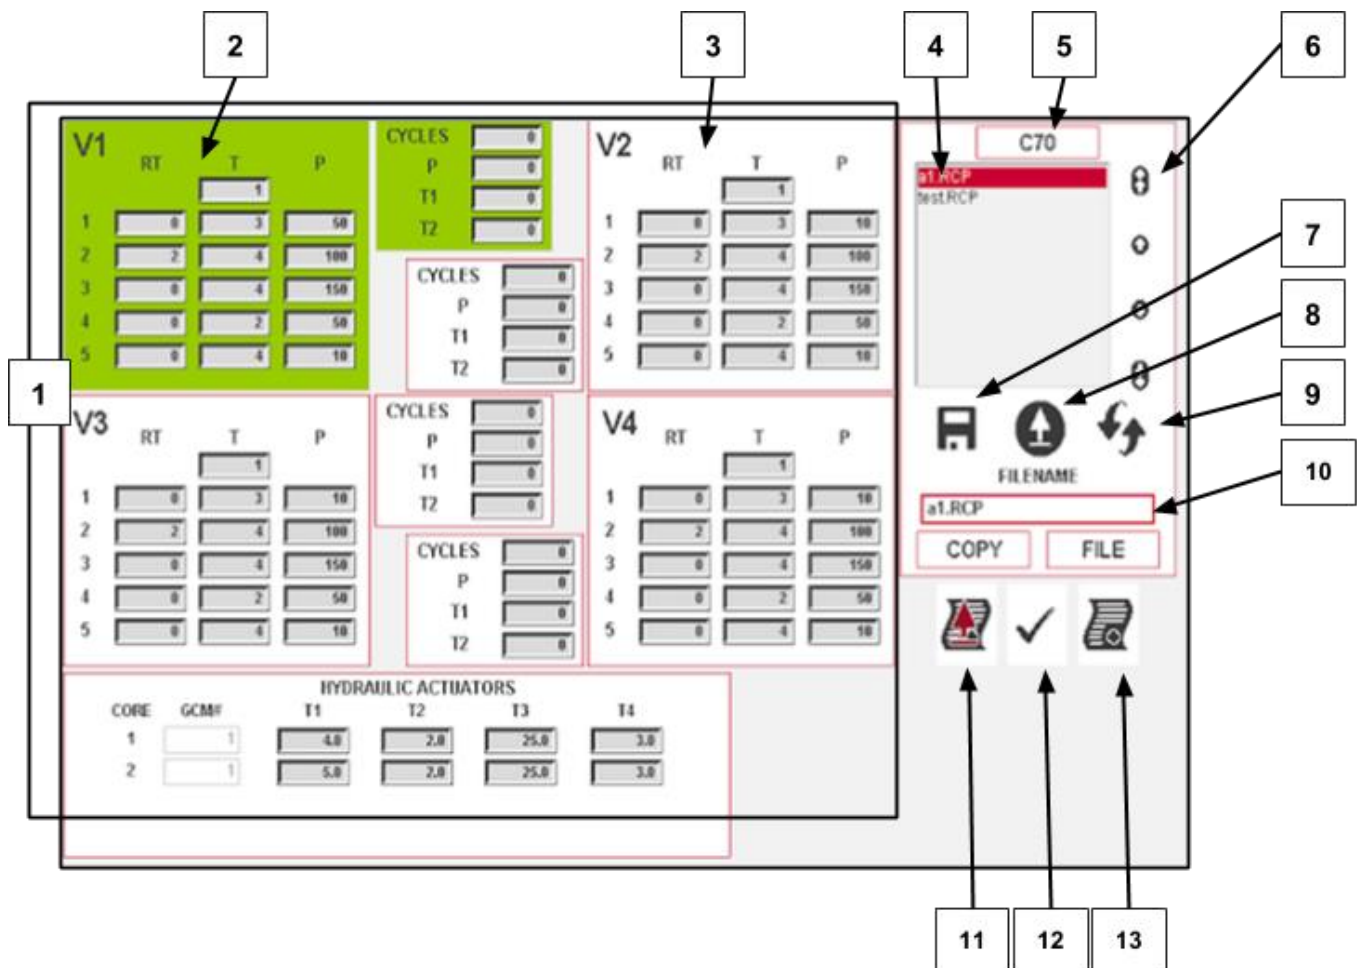 2
3
4
5
6
V1
RT T P
1
1 0 3 50
2 2 4 100
3 0 4 150
4 0 2 50
5 0 4 10
CYCLES 0
P 0
T1 0
T2 0
CYCLES 0
P 0
T1 0
T2 0
V2
RT T P
1
1 0 3 10
2 2 4 100
3 0 4 150
4 0 2 50
5 0 4 10
C70
a1.RCP
test.RCP
7
8
9
1
V3
RT T P
1
1 0 3 10
2 2 4 100
3 0 4 150
4 0 2 50
5 0 4 10
CYCLES 0
P 0
T1 0
T2 0
CYCLES 0
P 0
T1 0
T2 0
V4
RT T P
1
1 0 3 10
2 2 4 100
3 0 4 150
4 0 2 50
5 0 4 10
FILENAME
10
a1.RCP
COPY FILE
HYDRAULIC ACTUATORS
CORE GCM# T1 T2 T3 T4
1 1 4.0 2.0 25.0 3.0
2 1 5.0 2.0 25.0 3.0
11 12 13